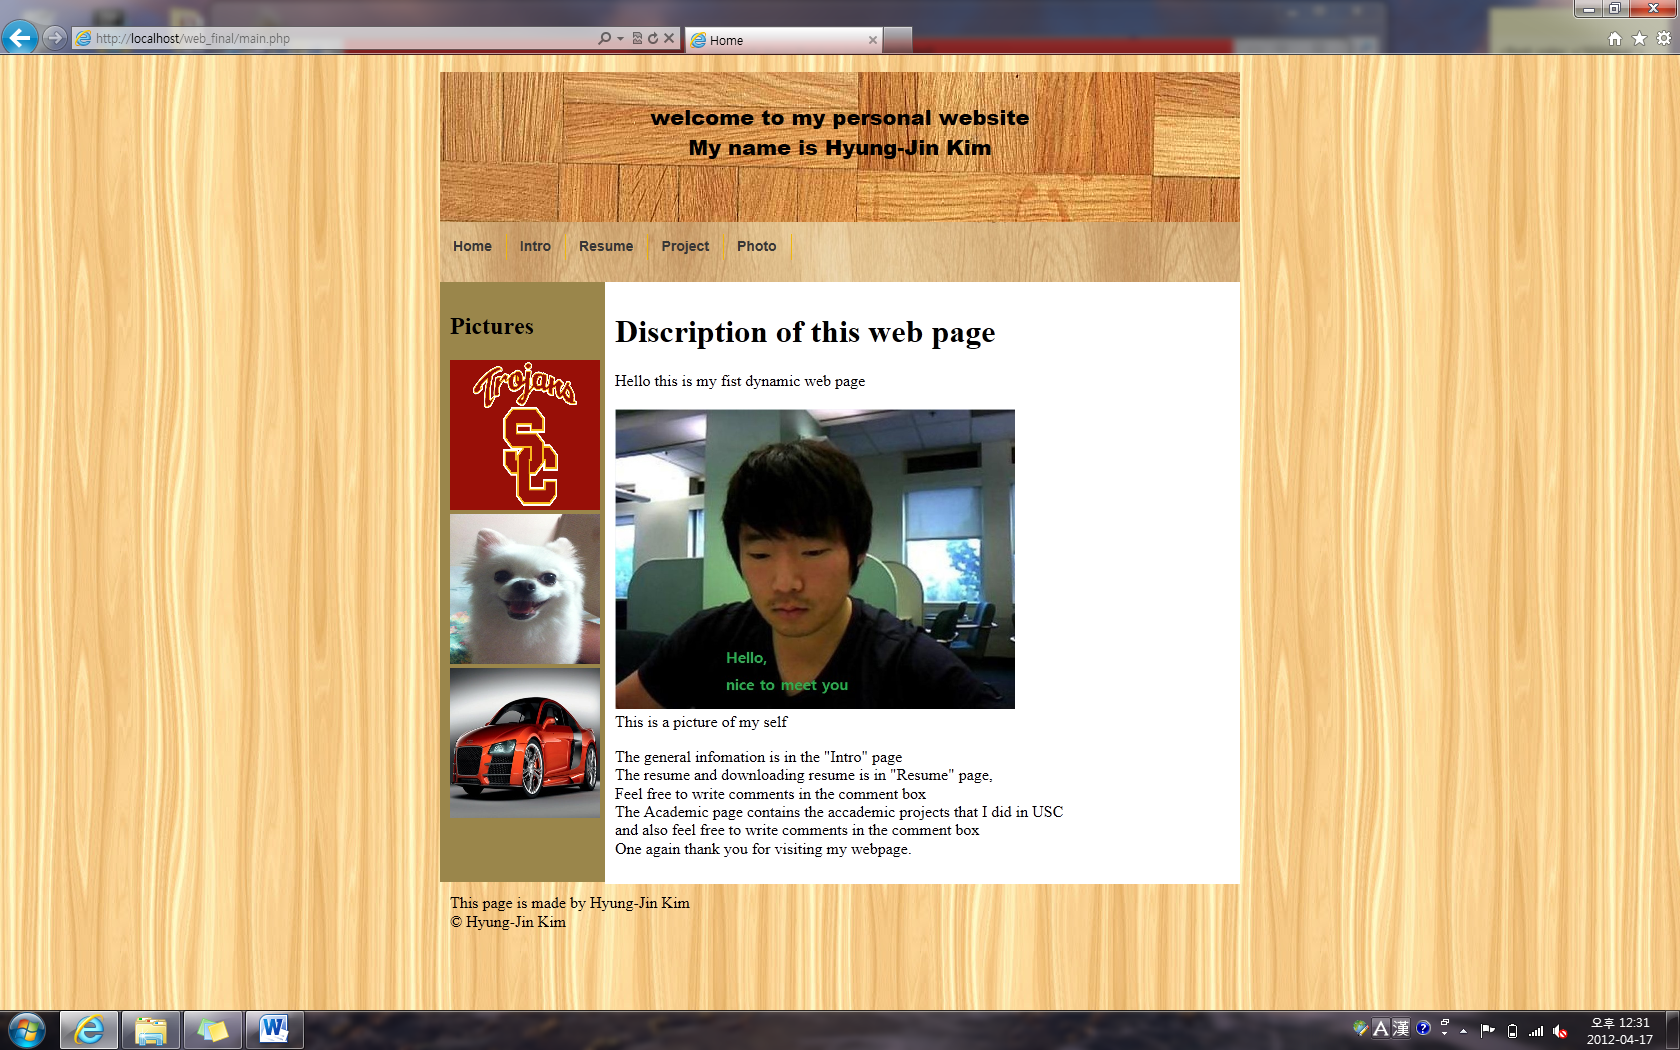 http://localhost/web_final/main.php
Home
welcome to my personal website
My name is Hyung-Jin Kim
Home Intro Resume Project Photo
Pictures
Trojans
SC
Discription of this web page
Hello this is my fist dynamic web page
Hello,
nice to meet you
This is a picture of my self
The general infomation is in the "Intro" page
The resume and downloading resume is in "Resume" page,
Feel free to write comments in the comment box
The Academic page contains the accademic projects that I did in USC
and also feel free to write comments in the comment box
One again thank you for visiting my webpage.
This page is made by Hyung-Jin Kim
© Hyung-Jin Kim
A 漢
오후 12:31
2012-04-17